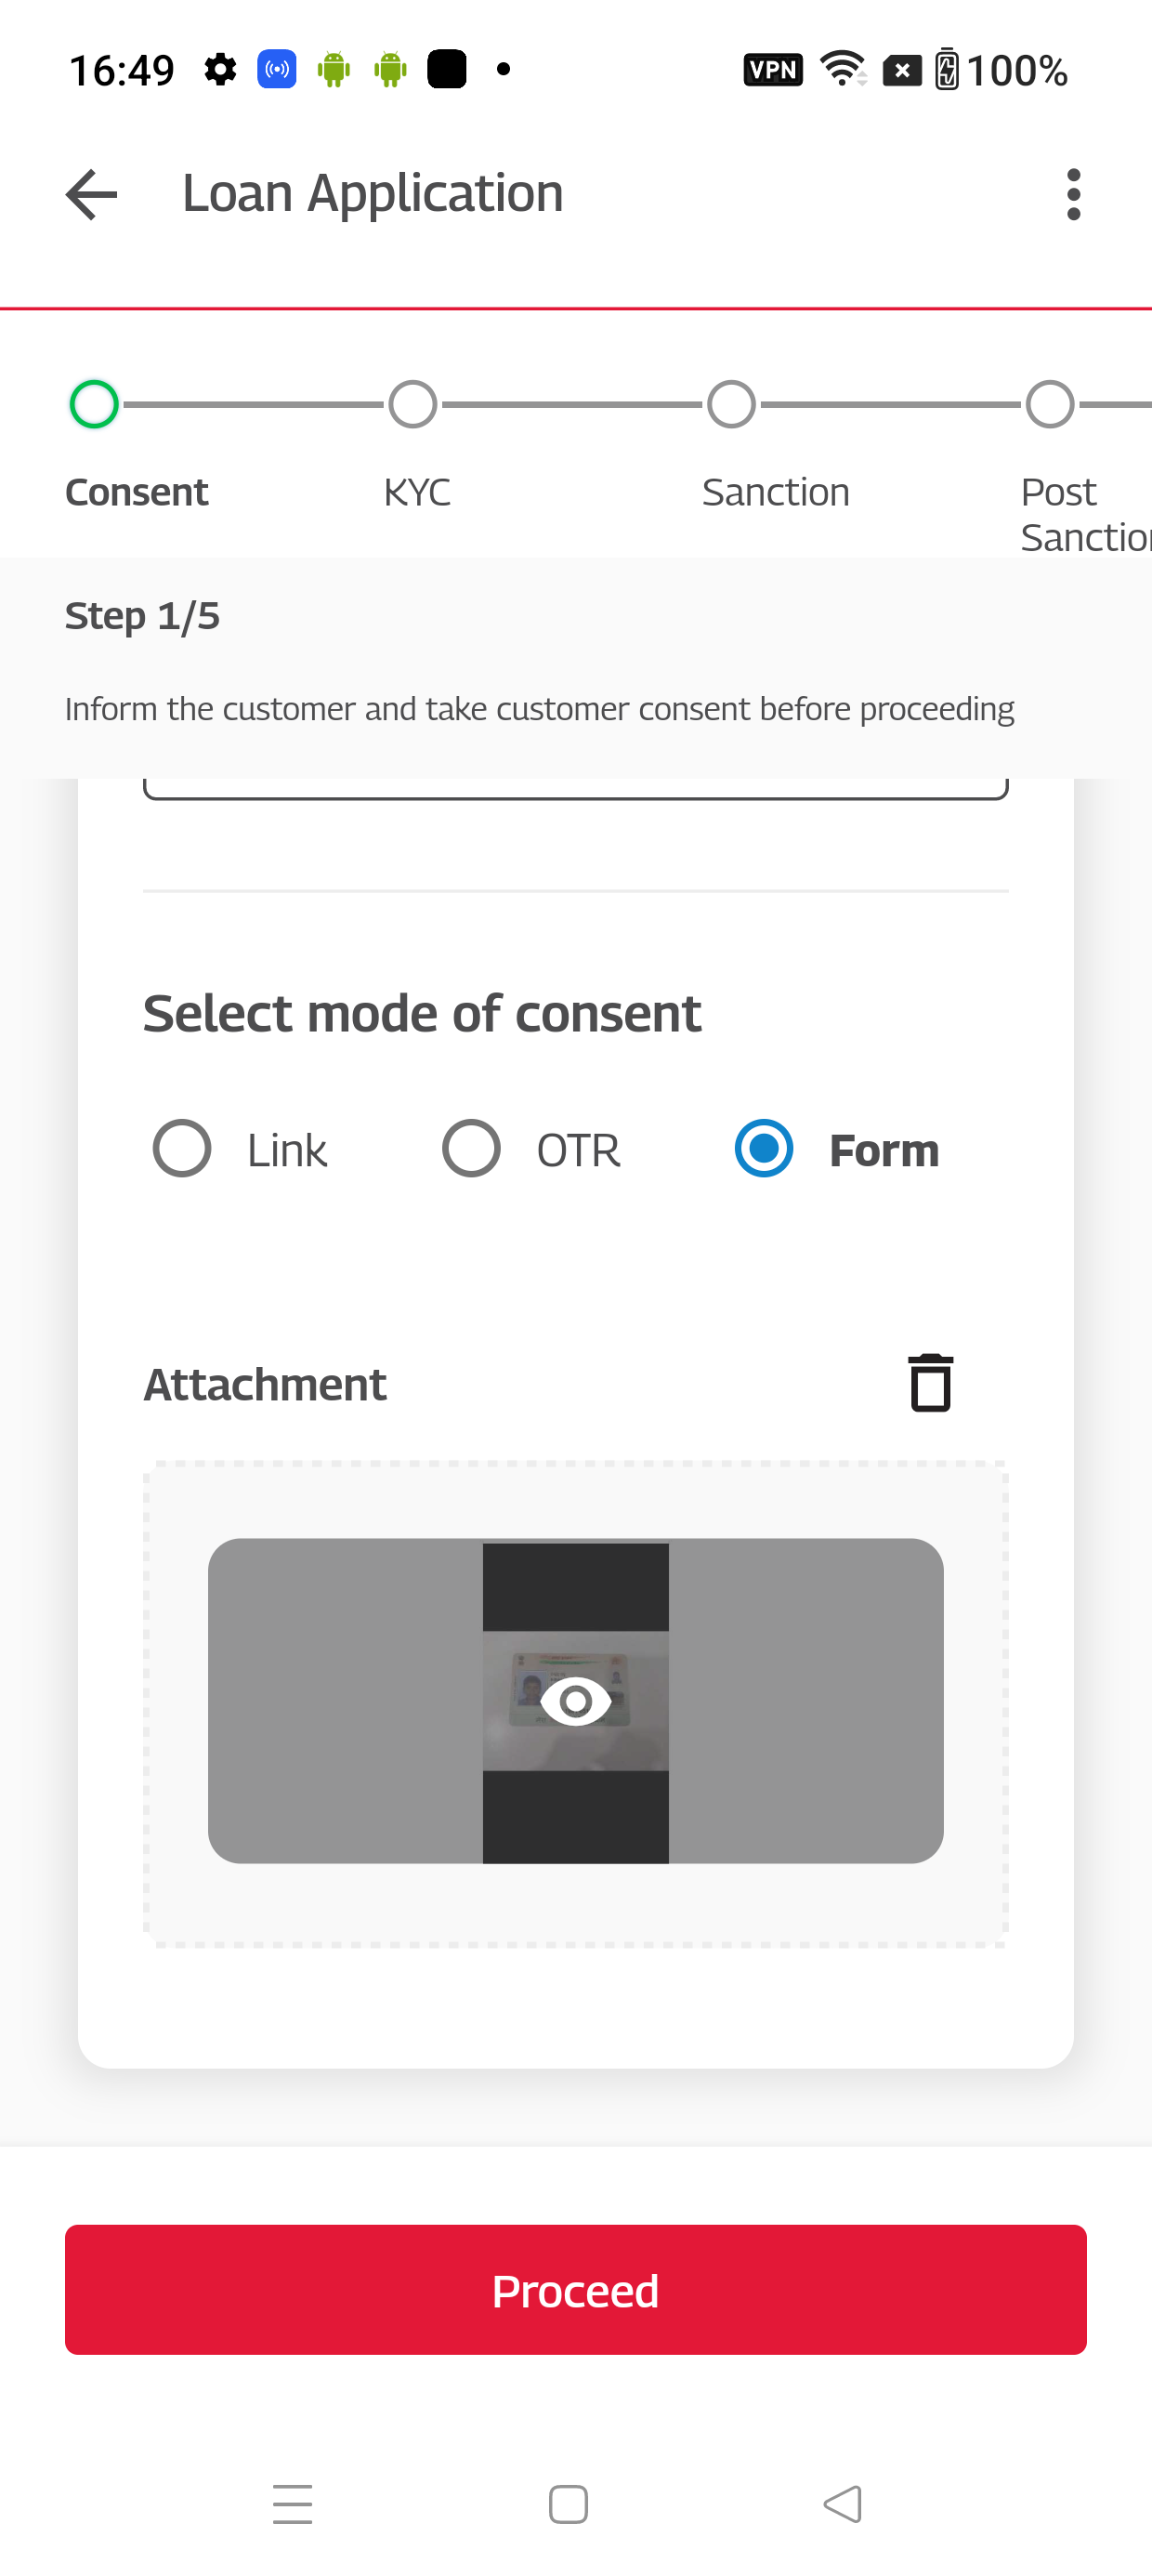 16:49
VPN
100%
Loan Application
Consent
KYC
Sanction
Post
Sanctio
Step 1/5
Inform the customer and take customer consent before proceeding
Select mode of consent
Link
OTR
Form
Attachment
Proceed